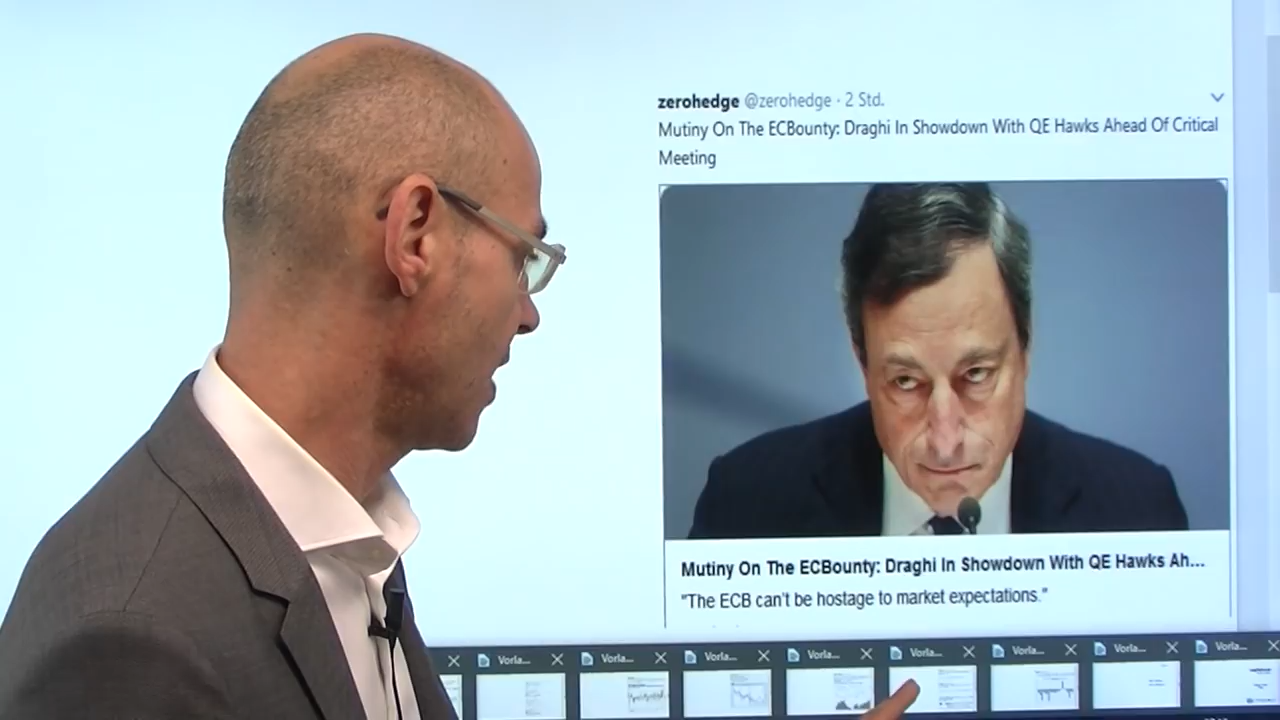 zerohedge @zerohedge · 2 Std.
Mutiny On The ECBounty: Draghi In Showdown With QE Hawks Ahead Of Critical
Meeting
Mutiny On The ECBounty: Draghi In Showdown With QE Hawks Ah...
"The ECB can't be hostage to market expectations."
Vorla... Vorla... Vorla... Vorla... Vorla... Vorla... Vorla... Vorla...